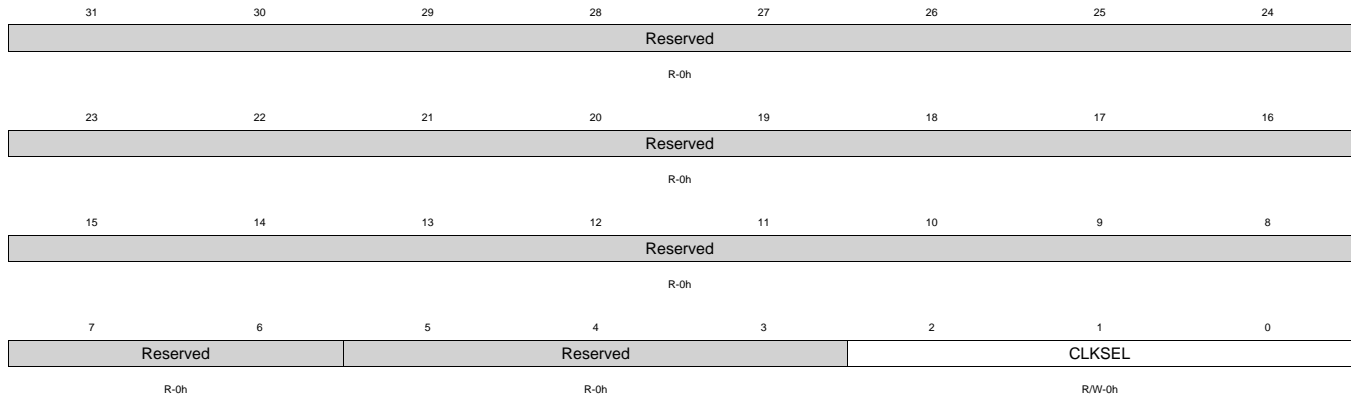 31 30 29 28 27 26 25 24
Reserved
R-0h
23 22 21 20 19 18 17 16
Reserved
R-0h
15 14 13 12 11 10 9 8
Reserved
R-0h
7 6 5 4 3 2 1 0
Reserved Reserved CLKSEL
R-0h R-0h R/W-0h